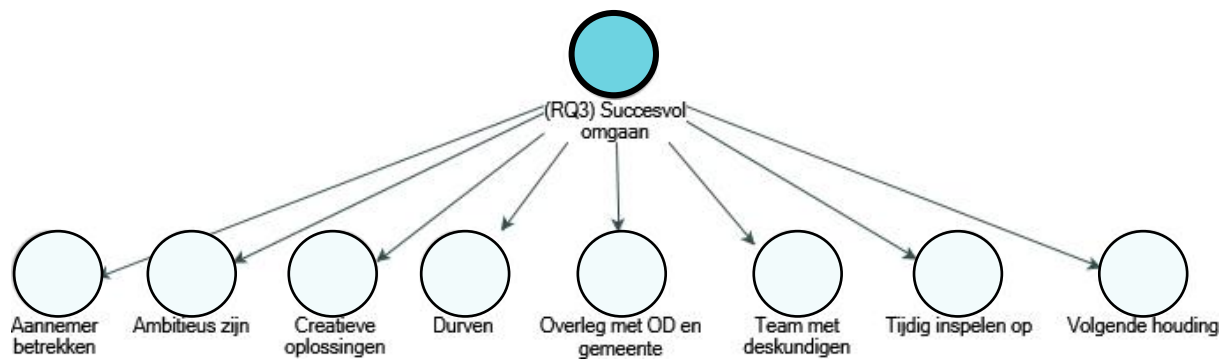 (RQ3) Succesvol
omgaan
Aannemer
betrekken
Ambitieus zijn
Creatieve
oplossingen
Durven
Overleg met OD en
gemeente
Team met
deskundigen
Tijdig inspelen op
Volgende houding